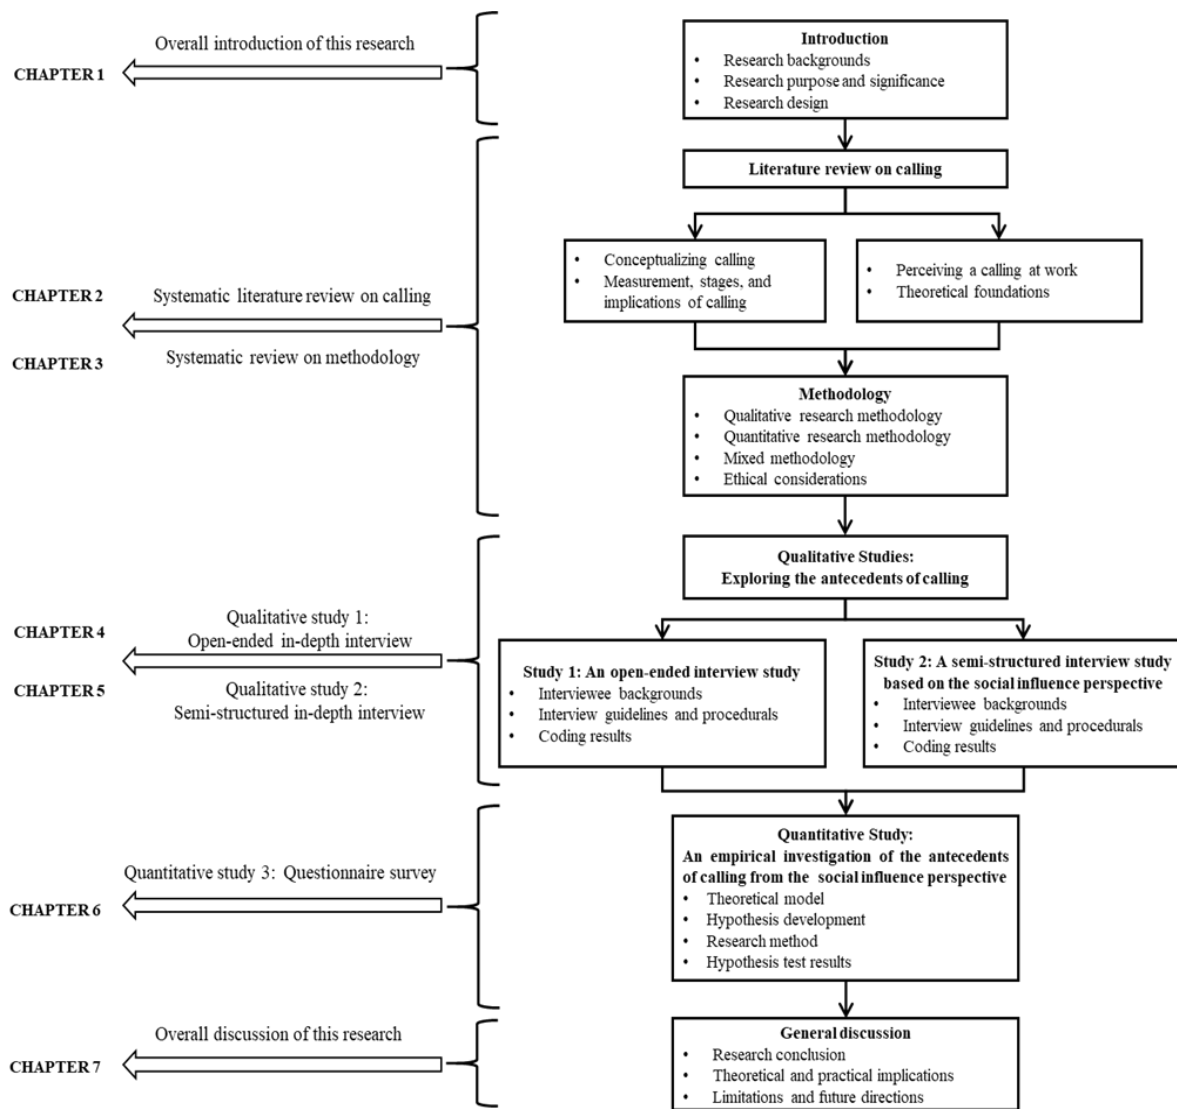 Overall introduction of this research
CHAPTER 1
Introduction
• Research backgrounds
• Research purpose and significance
• Research design
Literature review on calling
• Conceptualizing calling
• Measurement, stages, and
implications of calling
• Perceiving a calling at work
• Theoretical foundations
CHAPTER 2
Systematic literature review on calling
CHAPTER 3
Systematic review on methodology
Methodology
• Qualitative research methodology
• Quantitative research methodology
• Mixed methodology
• Ethical considerations
Qualitative Studies:
Exploring the antecedents of calling
CHAPTER 4
Qualitative study 1:
Open-ended in-depth interview
CHAPTER 5
Qualitative study 2:
Semi-structured in-depth interview
Study 1: An open-ended interview study
• Interviewee backgrounds
• Interview guidelines and procedurals
• Coding results
Study 2: A semi-structured interview study
based on the social influence perspective
• Interviewee backgrounds
• Interview guidelines and procedurals
• Coding results
Quantitative study 3: Questionnaire survey
CHAPTER 6
Quantitative Study:
An empirical investigation of the antecedents
of calling from the social influence perspective
• Theoretical model
• Hypothesis development
• Research method
• Hypothesis test results
Overall discussion of this research
CHAPTER 7
General discussion
• Research conclusion
• Theoretical and practical implications
• Limitations and future directions